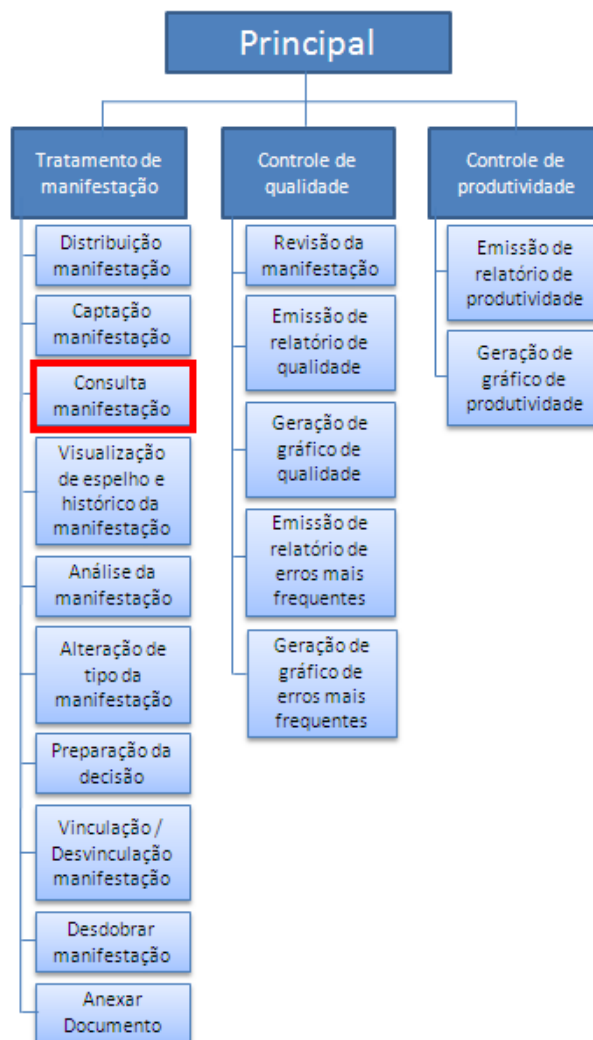 Principal
Tratamento de
manifestação
Distribuição
manifestação
Captação
manifestação
Consulta
manifestação
Visualização
de espelho e
histórico da
manifestação
Análise da
manifestação
Alteração de
tipo da
manifestação
Preparação da
decisão
Vinculação /
Desvinculação
manifestação
Desdobrar
manifestação
Anexar
Documento
Controle de
qualidade
Revisão da
manifestação
Emissão de
relatório de
qualidade
Geração de
gráfico de
qualidade
Emissão de
relatório de
erros mais
frequentes
Geração de
gráfico de
erros mais
frequentes
Controle de
produtividade
Emissão de
relatório de
produtividade
Geração de
gráfico de
produtividade